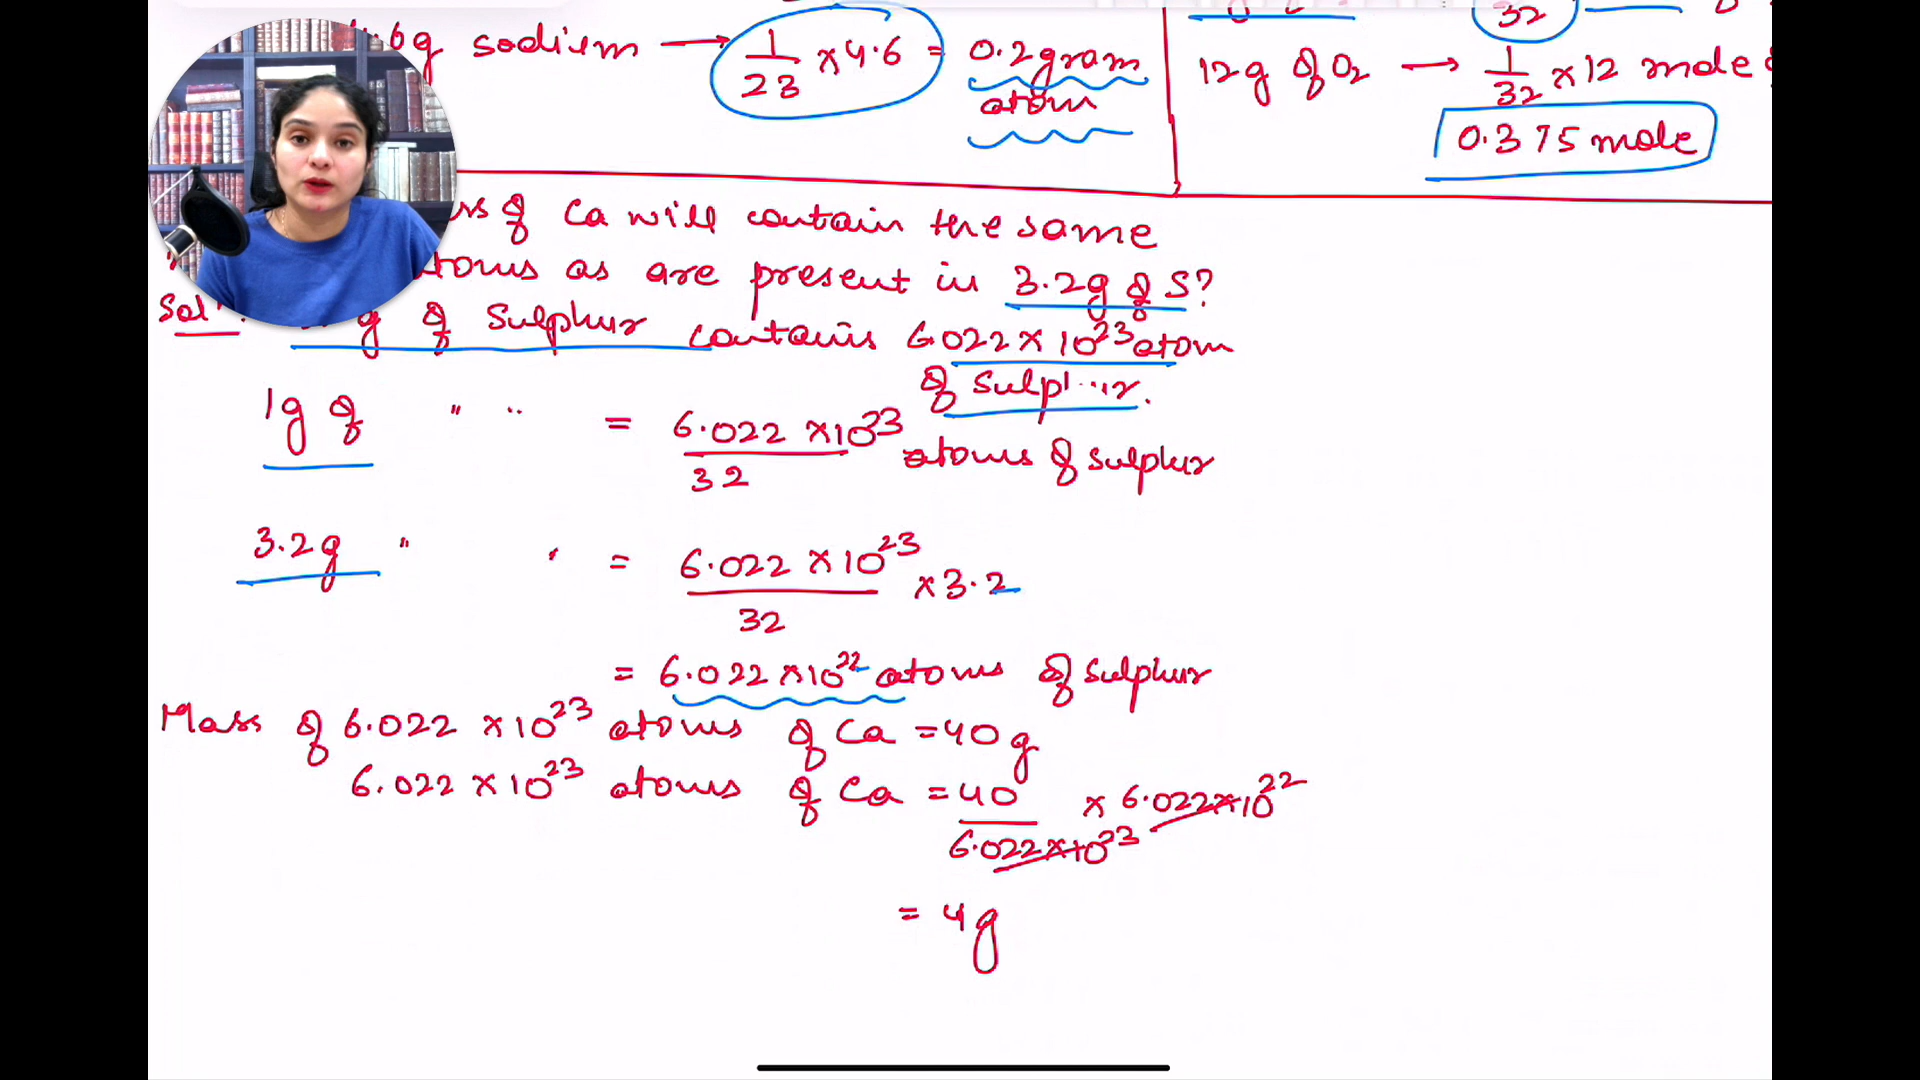 6g sodium → 1/23 × 4.6 = 0.2 gram atom
32
12g of O2 → 1/32 × 12 mole
0.375 mole
of Ca will contain the same
as are present in 3.2g of S?
Sol
g of Sulphur contains 6.022 × 10^23 atom
of Sulphur.
1g of " " = 6.022 × 10^23 / 32 atoms of sulphur
3.2g " " = 6.022 × 10^23 / 32 × 3.2
= 6.022 × 10^22 atoms of sulphur
Mass of 6.022 × 10^23 atoms of Ca = 40g
6.022 × 10^23 atoms of Ca = 40 / 6.022 × 10^23 × 6.022 × 10^22
= 4g